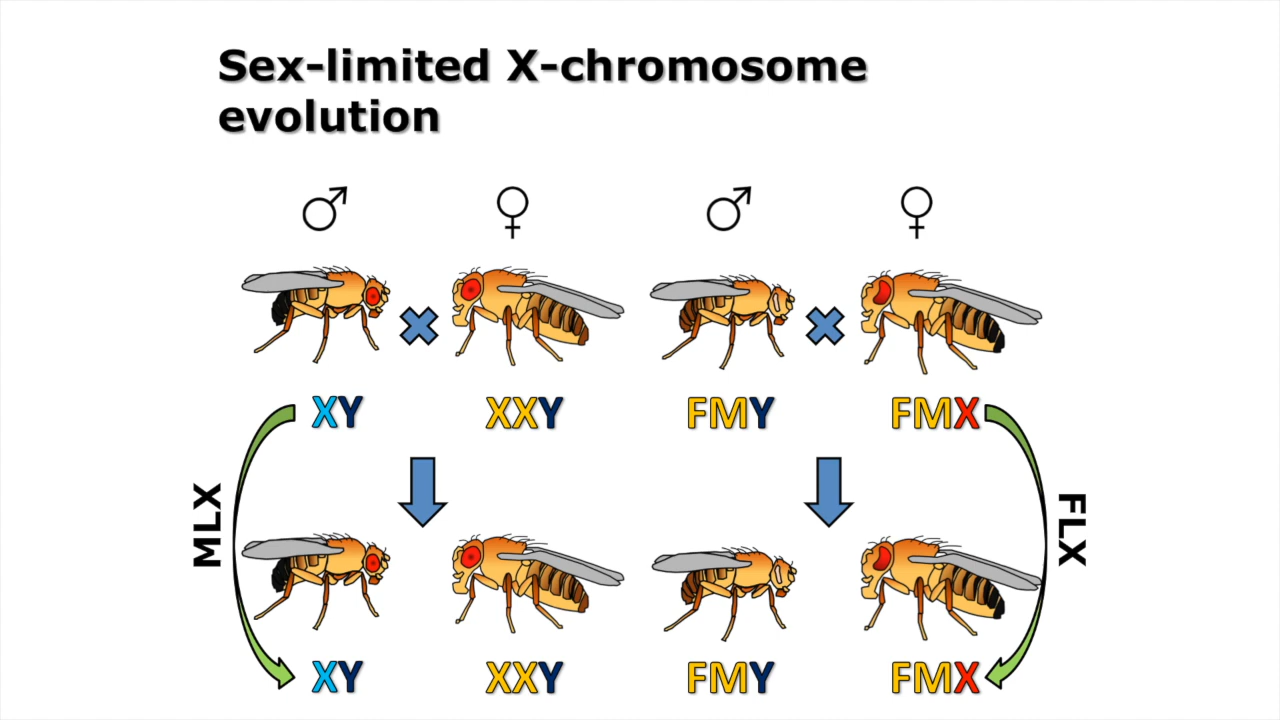 Sex-limited X-chromosome
evolution
♂ ♀ ♂ ♀
XY XXY FMY FMX
MLX
FLX
XY XXY FMY FMX